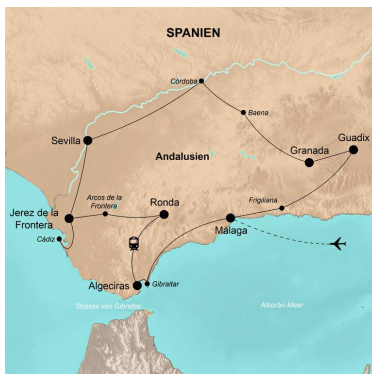 SPANIEN
Córdoba
Baena
Sevilla
Guadix
Granada
Andalusien
Arcos de la
Frontera
Ronda
Frigiliana
Jerez de la
Frontera
Cádiz
Málaga
Algeciras
Gibraltar
Strasse von Gibraltar
Alborán-Meer